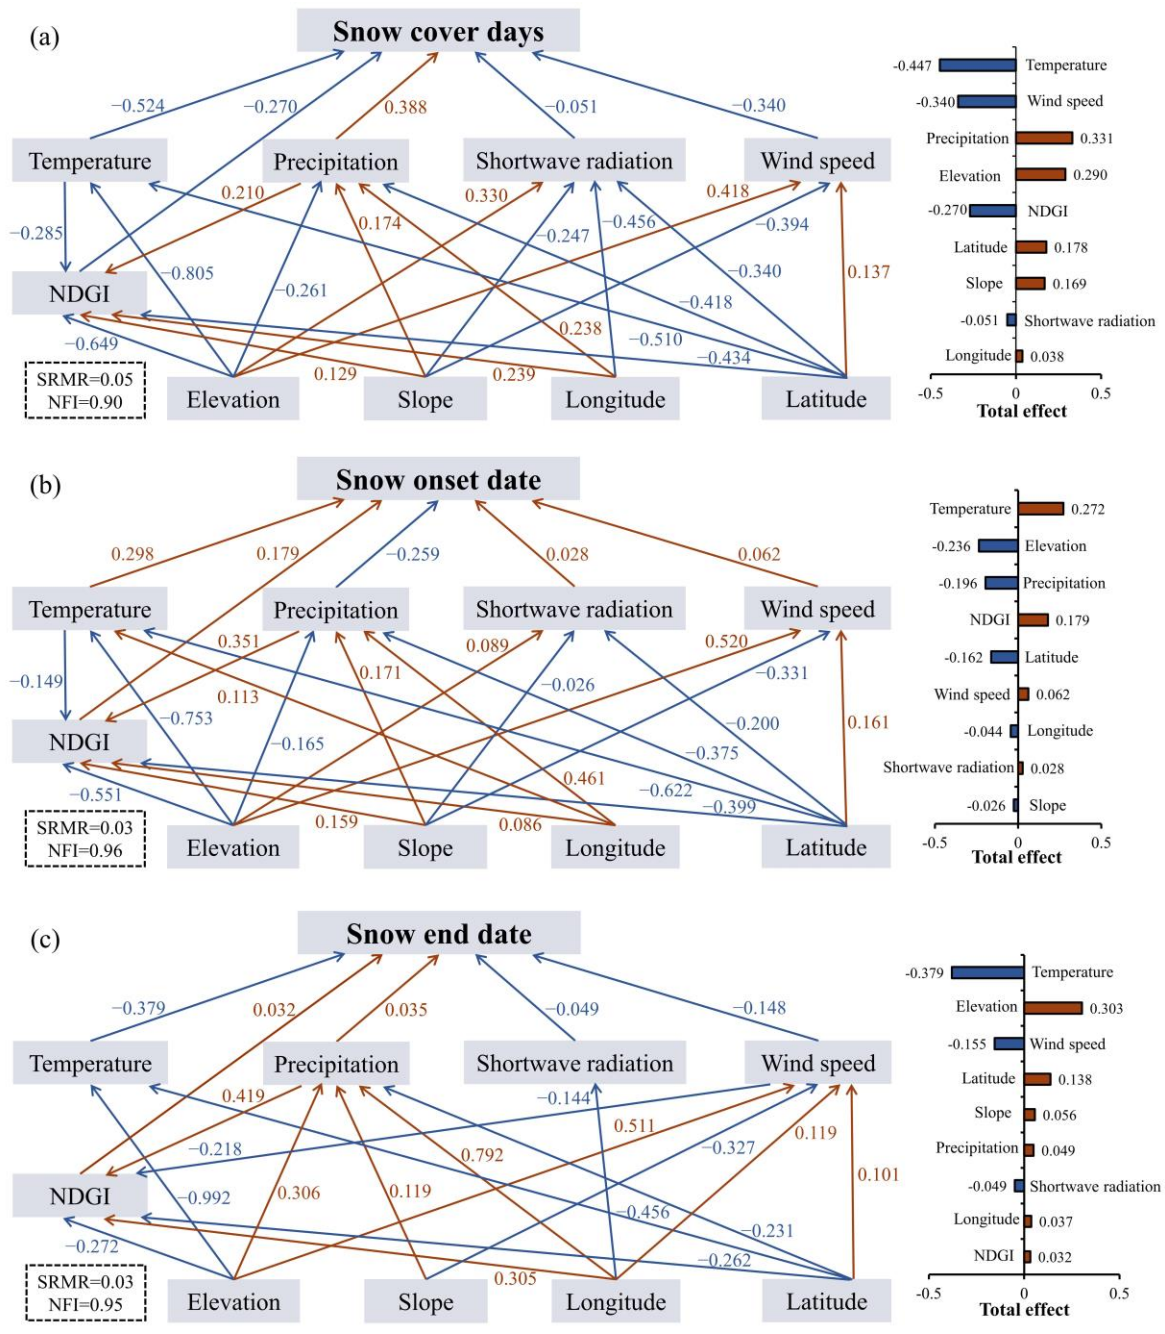 (a)
Snow cover days
−0.524
−0.270
0.388
−0.051
−0.340
Temperature
Precipitation
Shortwave radiation
Wind speed
−0.285
0.210
0.174
0.330
−0.247
−0.456
0.418
−0.394
NDGI
−0.805
−0.261
−0.340
0.137
−0.418
−0.649
0.238
−0.510
−0.434
0.129
0.239
SRMR=0.05
NFI=0.90
Elevation
Slope
Longitude
Latitude
-0.447 Temperature
-0.340 Wind speed
Precipitation 0.331
Elevation 0.290
-0.270 NDGI
Latitude 0.178
Slope 0.169
-0.051 Shortwave radiation
Longitude 0.038
-0.5 0 0.5
Total effect
(b)
Snow onset date
0.298
0.179
−0.259
0.028
0.062
Temperature
Precipitation
Shortwave radiation
Wind speed
−0.149
0.351
0.171
0.089
−0.026
0.520
−0.331
0.113
NDGI
−0.753
−0.165
−0.200
0.161
−0.375
−0.551
0.461
−0.622
−0.399
0.159
0.086
SRMR=0.03
NFI=0.96
Elevation
Slope
Longitude
Latitude
Temperature 0.272
-0.236 Elevation
-0.196 Precipitation
NDGI 0.179
-0.162 Latitude
Wind speed 0.062
-0.044 Longitude
Shortwave radiation 0.028
-0.026 Slope
-0.5 0 0.5
Total effect
(c)
Snow end date
−0.379
0.032
0.035
−0.049
−0.148
Temperature
Precipitation
Shortwave radiation
Wind speed
0.419
−0.144
0.511
−0.327
0.119
−0.218
0.792
0.101
NDGI
−0.992
0.306
0.119
−0.456
−0.231
−0.272
−0.262
0.305
SRMR=0.03
NFI=0.95
Elevation
Slope
Longitude
Latitude
-0.379 Temperature
Elevation 0.303
-0.155 Wind speed
Latitude 0.138
Slope 0.056
Precipitation 0.049
-0.049 Shortwave radiation
Longitude 0.037
NDGI 0.032
-0.5 0 0.5
Total effect